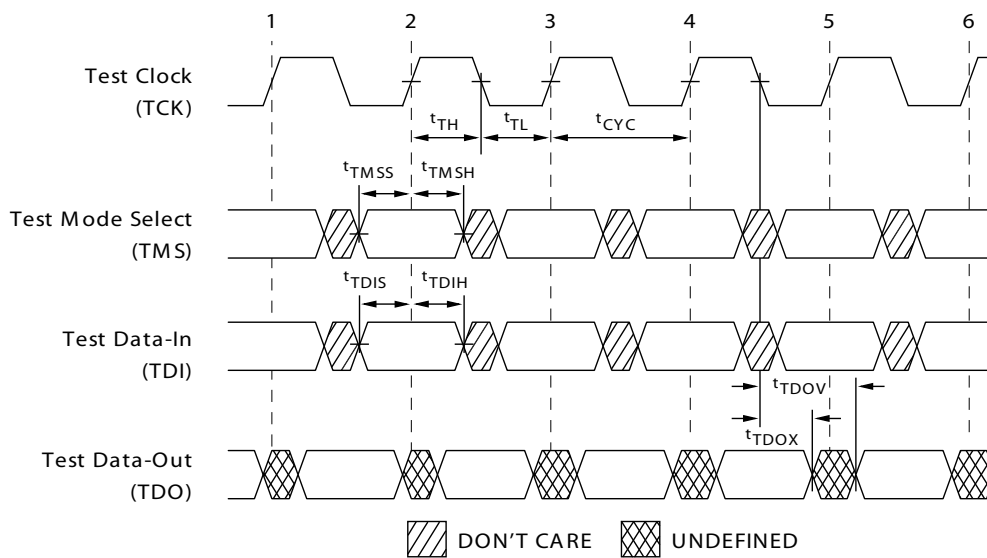 1 2 3 4 5 6
Test Clock
(TCK)
tTH tTL tCYC
tTMSS tTMSH
Test Mode Select
(TMS)
tTDIS tTDIH
Test Data-In
(TDI)
tTDOV
tTDOX
Test Data-Out
(TDO)
DON'T CARE UNDEFINED